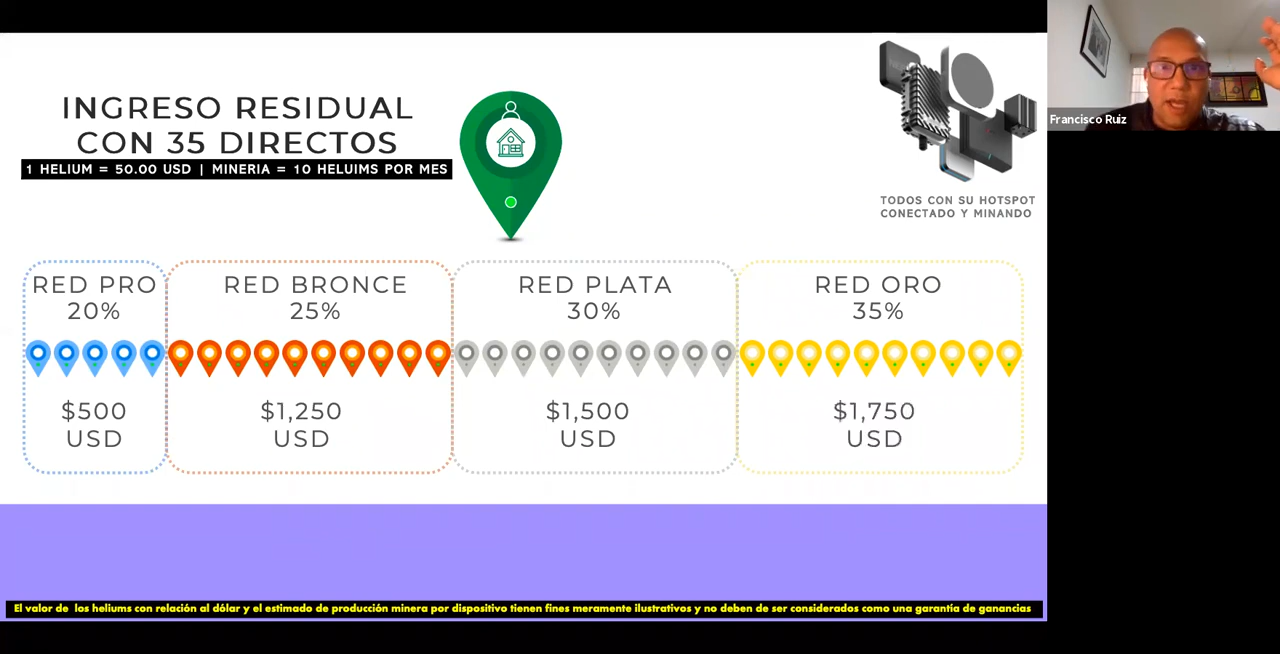 INGRESO RESIDUAL
CON 35 DIRECTOS
1 HELIUM = 50.00 USD | MINERIA = 10 HELUIMS POR MES
TODOS CON SU HOTSPOT
CONECTADO Y MINANDO
Francisco Ruiz
RED PRO
20%
$500
USD
RED BRONCE
25%
$1,250
USD
RED PLATA
30%
$1,500
USD
RED ORO
35%
$1,750
USD
El valor de los heliums con relación al dólar y el estimado de producción minera por dispositivo tienen fines meramente ilustrativos y no deben de ser considerados como una garantía de ganancias